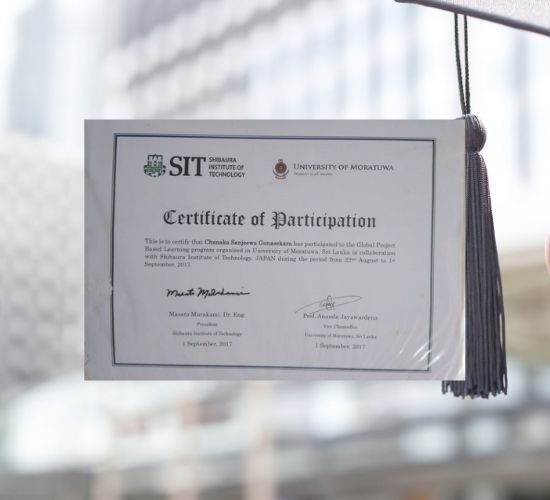 SIT SHIBAURA INSTITUTE OF TECHNOLOGY
UNIVERSITY OF MORATUWA
Certificate of Participation
This is to certify that Chanaka Sanjeewa Gunasekara has participated to the Global Project
Based Learning program organized in University of Moratuwa, Sri Lanka in collaboration
with Shibaura Institute of Technology, JAPAN during the period from 22nd August to 1st
September, 2017.
Masato Murakami
Masato Murakami, Dr. Eng
President
Shibaura Institute of Technology
1 September, 2017
Prof. Ananda Jayawardena
Vice Chancellor,
University of Moratuwa, Sri Lanka
1 September, 2017